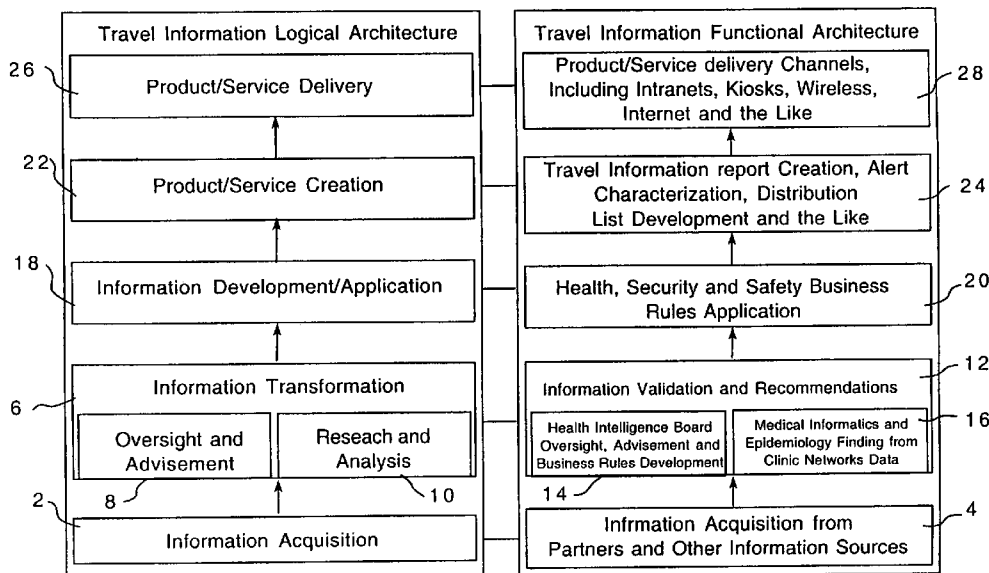 Travel Information Logical Architecture
26
Product/Service Delivery
22
Product/Service Creation
18
Information Development/Application
6
Information Transformation
Oversight and
Advisement
Reseach and
Analysis
8
10
2
Information Acquisition
Travel Information Functional Architecture
Product/Service delivery Channels,
Including Intranets, Kiosks, Wireless,
Internet and the Like
28
Travel Information report Creation, Alert
Characterization, Distribution
List Development and the Like
24
Health, Security and Safety Business
Rules Application
20
Information Validation and Recommendations
12
Health Intelligence Board
Oversight, Advisement and
Business Rules Development
Medical Informatics and
Epidemiology Finding from
Clinic Networks Data
16
14
Infrmation Acquisition from
Partners and Other Information Sources
4